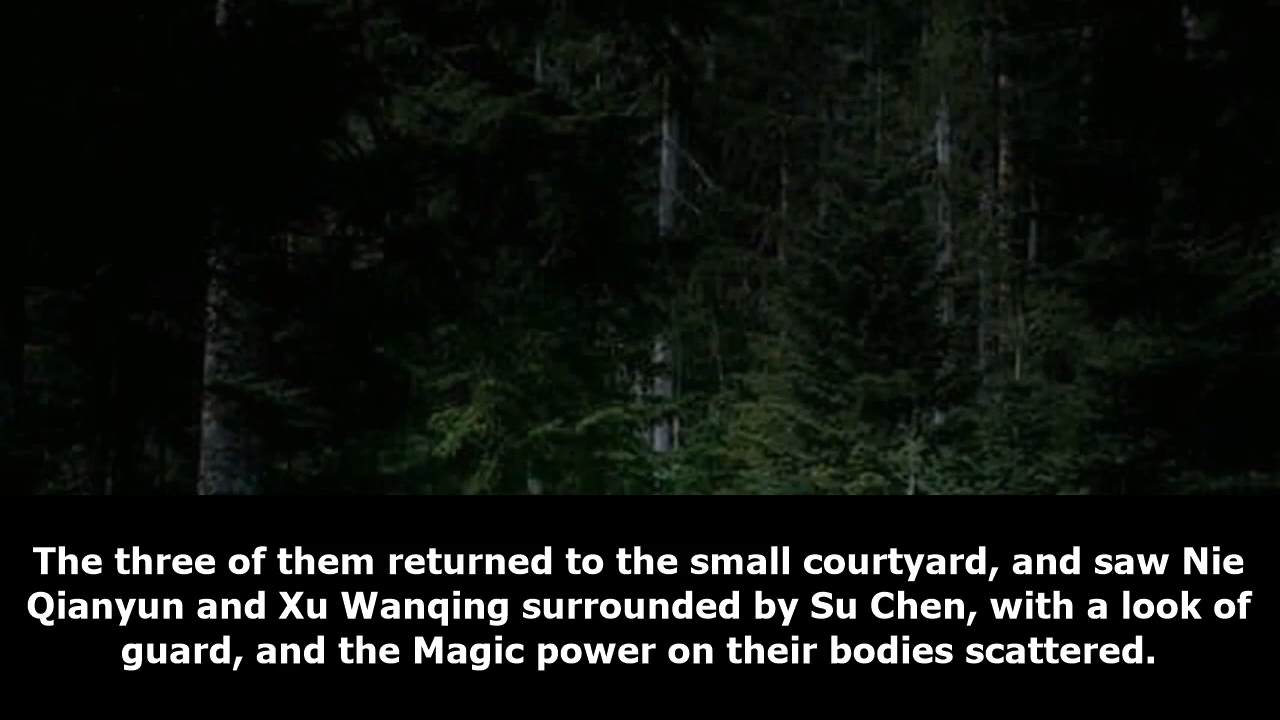 The three of them returned to the small courtyard, and saw Nie
Qianyun and Xu Wanqing surrounded by Su Chen, with a look of
guard, and the Magic power on their bodies scattered.